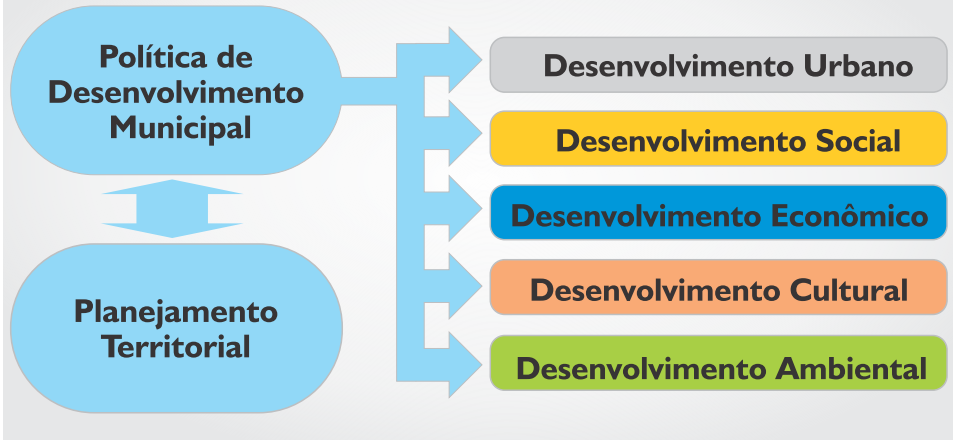 Política de
Desenvolvimento
Municipal
Planejamento
Territorial
Desenvolvimento Urbano
Desenvolvimento Social
Desenvolvimento Econômico
Desenvolvimento Cultural
Desenvolvimento Ambiental